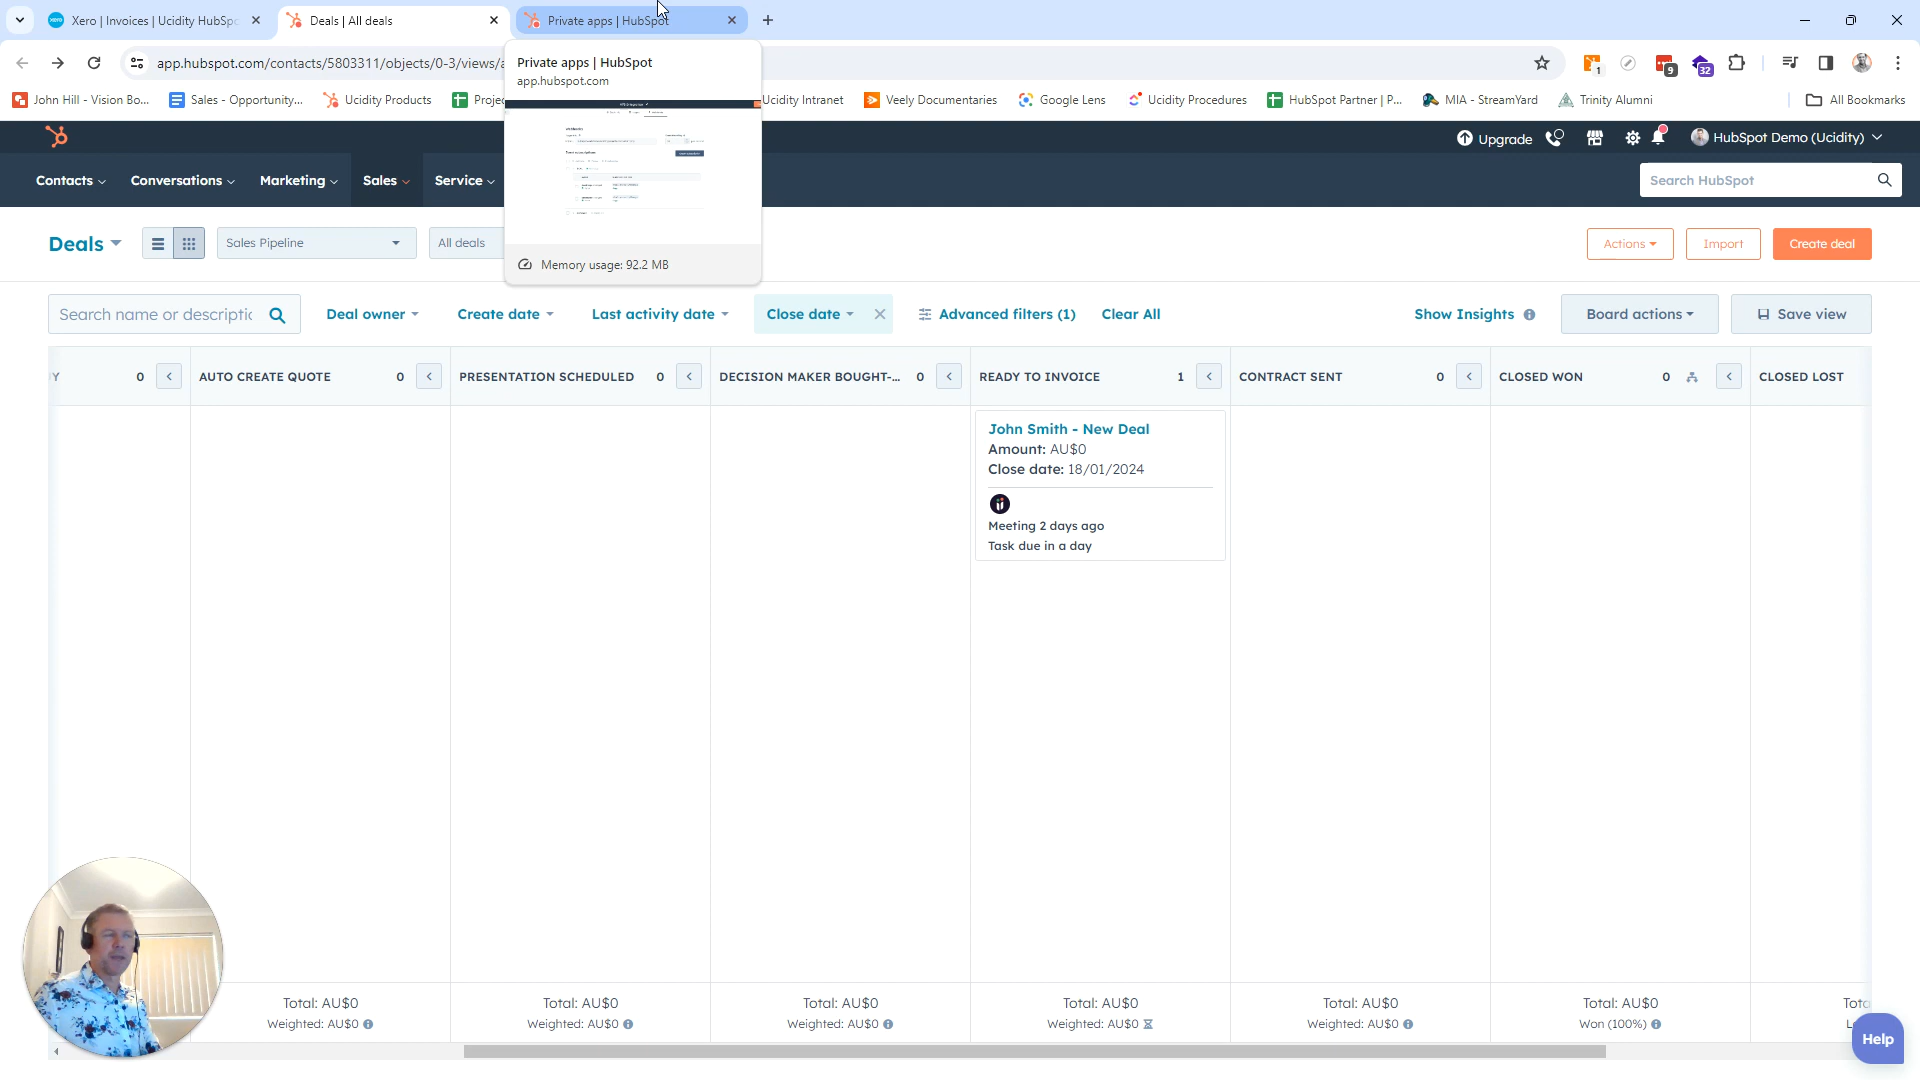 Xero | Invoices | Ucidity HubSpo
Deals | All deals
Private apps | HubSpot
app.hubspot.com/contacts/5803311/objects/0-3/views/a
Private apps | HubSpot
app.hubspot.com
Memory usage: 92.2 MB
1
9
32
John Hill - Vision Bo...
Sales - Opportunity...
Ucidity Products
Projec
Ucidity Intranet
Veely Documentaries
Google Lens
Ucidity Procedures
HubSpot Partner | P...
MIA - StreamYard
Trinity Alumni
All Bookmarks
Upgrade
HubSpot Demo (Ucidity)
Contacts
Conversations
Marketing
Sales
Service
Search HubSpot
Deals
Sales Pipeline
All deals
Actions
Import
Create deal
Search name or descriptic
Deal owner
Create date
Last activity date
Close date
Advanced filters (1)
Clear All
Show Insights
Board actions
Save view
Y 0
AUTO CREATE QUOTE 0
PRESENTATION SCHEDULED 0
DECISION MAKER BOUGHT-... 0
READY TO INVOICE 1
CONTRACT SENT 0
CLOSED WON 0
CLOSED LOST
John Smith - New Deal
Amount: AU$0
Close date: 18/01/2024
Meeting 2 days ago
Task due in a day
Total: AU$0
Weighted: AU$0
Total: AU$0
Weighted: AU$0
Total: AU$0
Weighted: AU$0
Total: AU$0
Weighted: AU$0
Total: AU$0
Weighted: AU$0
Total: AU$0
Won (100%)
Tota
Help